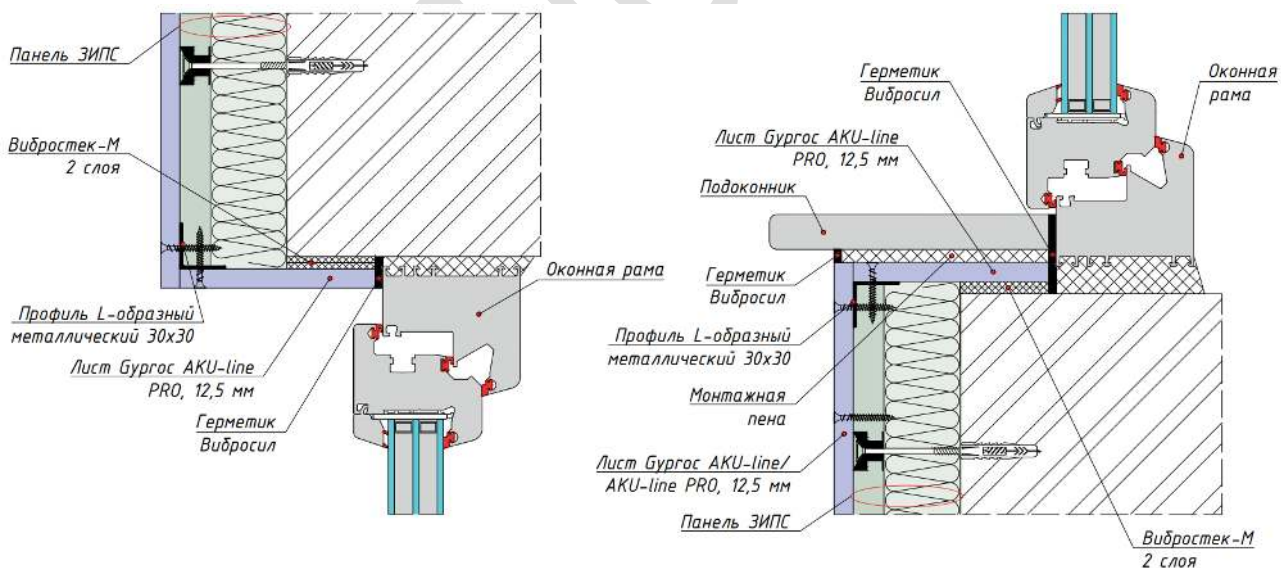 Панель ЗИПС
Вибростек-М
2 слоя
Профиль L-образный
металлический 30х30
Лист Gyproc AKU-line
PRO, 12,5 мм
Герметик
Вибросил
Оконная рама
Герметик
Вибросил
Оконная
рама
Лист Gyproc AKU-line
PRO, 12,5 мм
Подоконник
Герметик
Вибросил
Профиль L-образный
металлический 30х30
Монтажная
пена
Лист Gyproc AKU-line/
AKU-line PRO, 12,5 мм
Панель ЗИПС
Вибростек-М
2 слоя